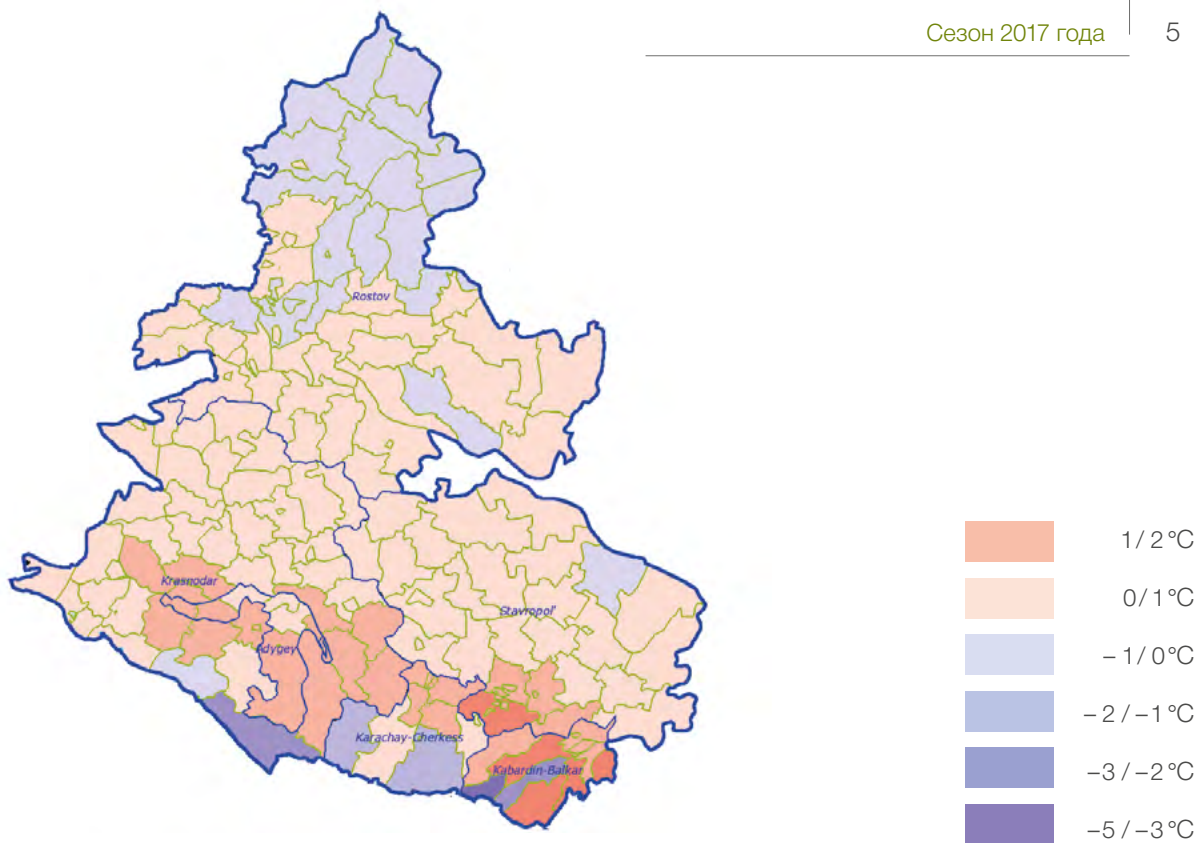 Сезон 2017 года 5
Rostov
Krasnodar
Stavropol'
Adygey
Karachay-Cherkess
Kabardin-Balkar
1 / 2 °C
0 / 1 °C
– 1 / 0 °C
– 2 / –1 °C
–3 / –2 °C
–5 / –3 °C